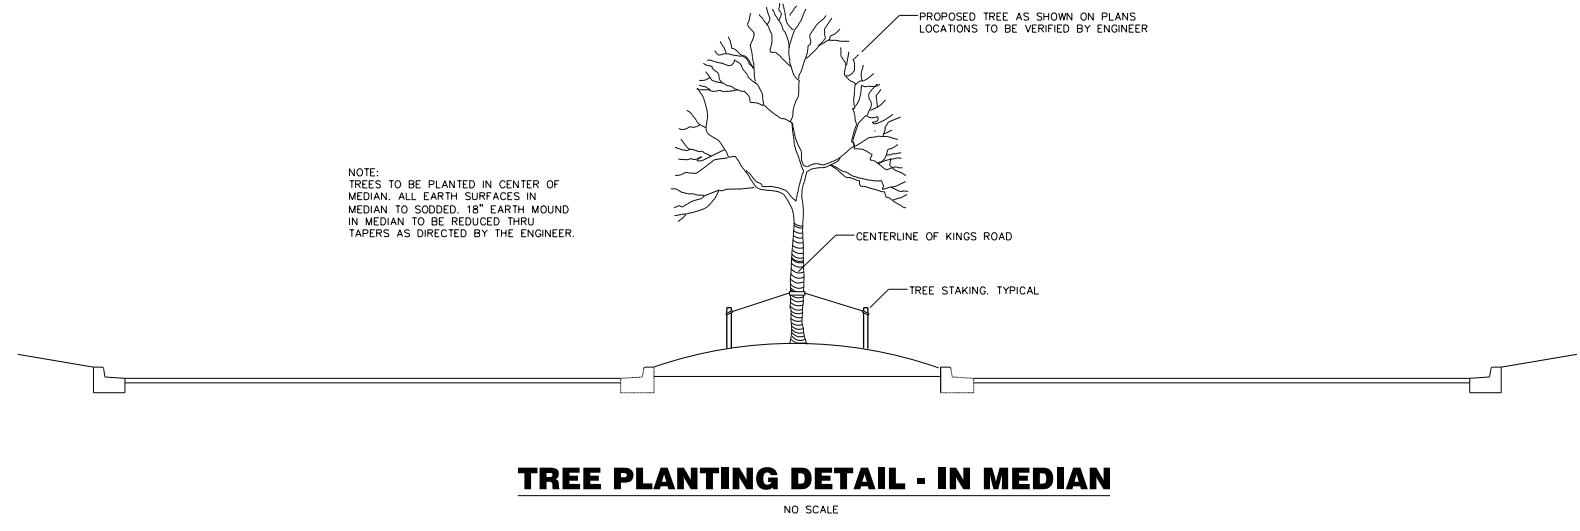 PROPOSED TREE AS SHOWN ON PLANS
LOCATIONS TO BE VERIFIED BY ENGINEER
NOTE:
TREES TO BE PLANTED IN CENTER OF
MEDIAN. ALL EARTH SURFACES IN
MEDIAN TO SODDED. 18" EARTH MOUND
IN MEDIAN TO BE REDUCED THRU
TAPERS AS DIRECTED BY THE ENGINEER.
CENTERLINE OF KINGS ROAD
TREE STAKING. TYPICAL
TREE PLANTING DETAIL - IN MEDIAN
NO SCALE